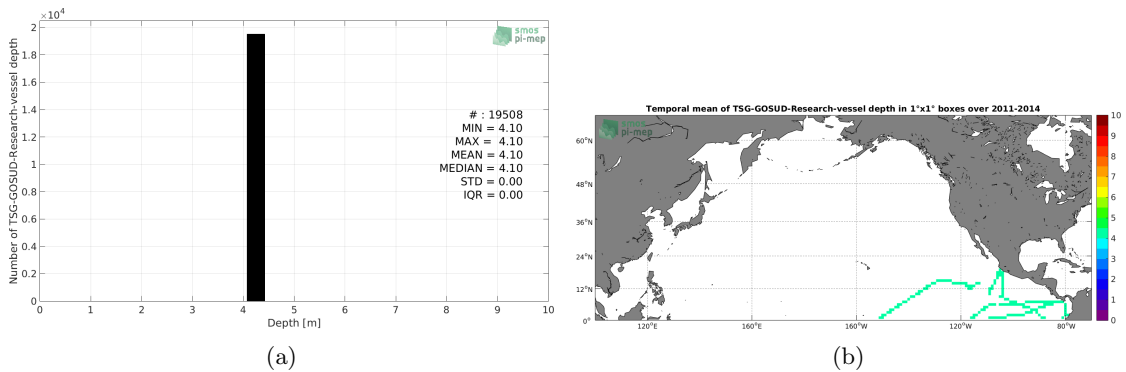 ×10⁴
2
1.8
1.6
1.4
1.2
1
0.8
0.6
0.4
0.2
0
Number of TSG-GOSUD-Research-vessel depth
smos
pi-mep
# : 19508
MIN = 4.10
MAX = 4.10
MEAN = 4.10
MEDIAN = 4.10
STD = 0.00
IQR = 0.00
0 1 2 3 4 5 6 7 8 9 10
Depth [m]
(a)
Temporal mean of TSG-GOSUD-Research-vessel depth in 1°x1° boxes over 2011-2014
smos
pi-mep
60°N
48°N
36°N
24°N
12°N
0°
120°E 160°E 160°W 120°W 80°W
10
9
8
7
6
5
4
3
2
1
0
(b)